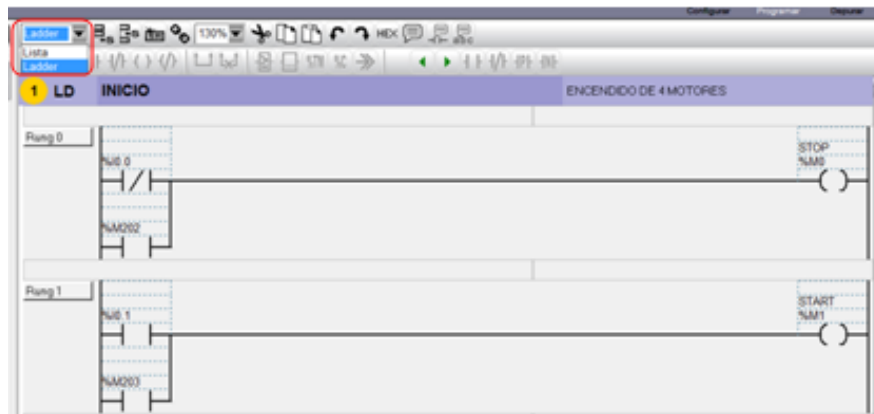 Configurar Programar Depurar
Ladder 130% HEX
Lista
Ladder
1 LD INICIO ENCENDIDO DE 4 MOTORES
Rung 0
STOP
%I0.0 %M0
%M202
Rung 1
START
%I0.1 %M1
%M203